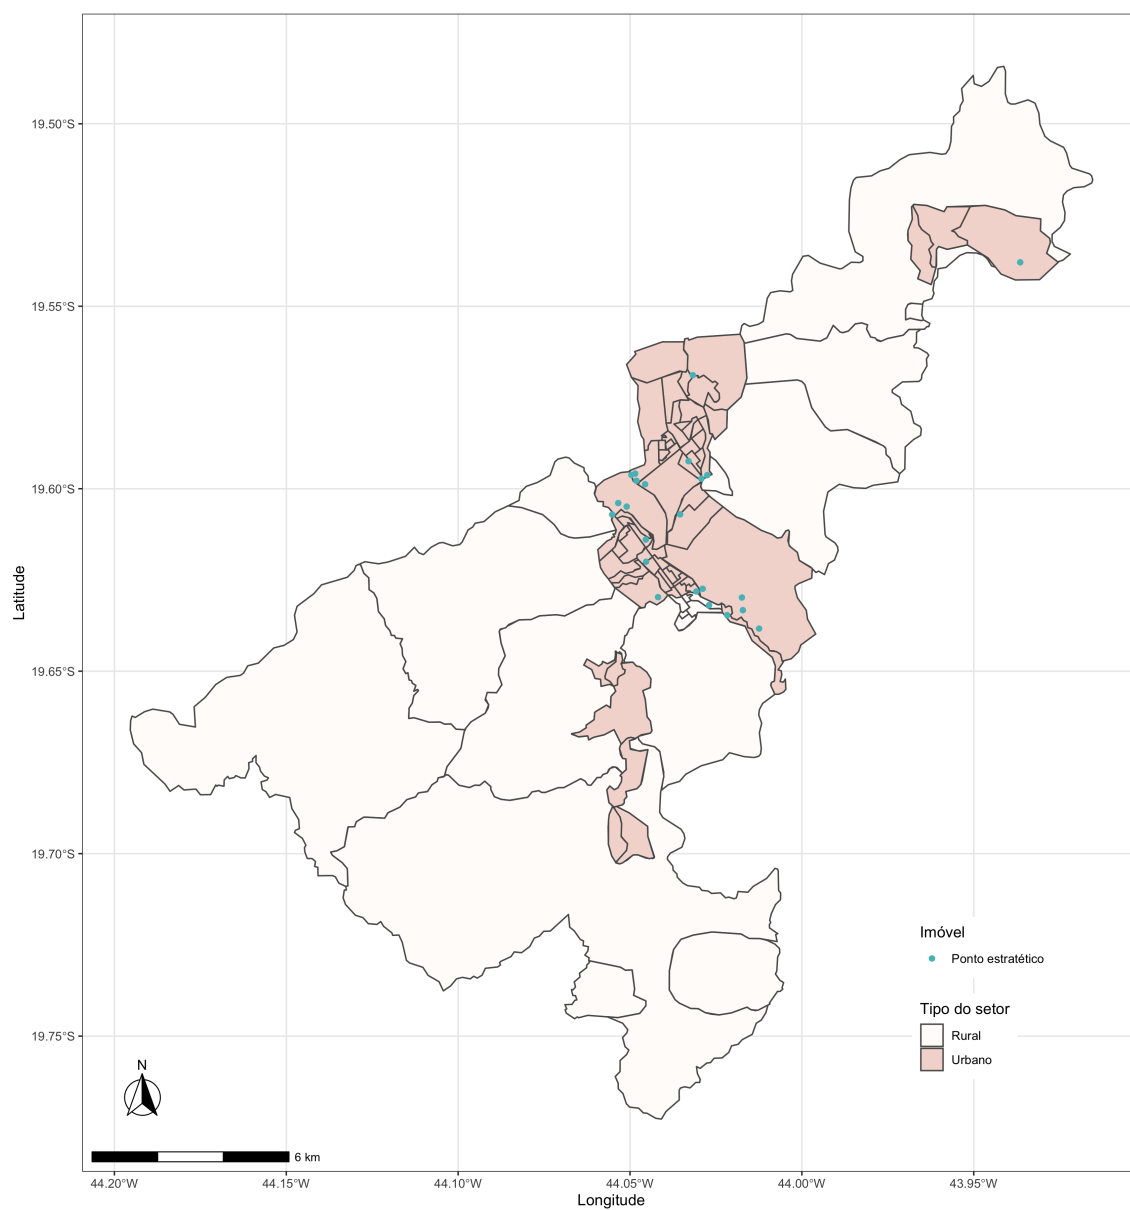 19.50°S
19.55°S
19.60°S
19.65°S
19.70°S
19.75°S
Latitude
44.20°W
44.15°W
44.10°W
44.05°W
44.00°W
43.95°W
Longitude
N
6 km
Imóvel
Ponto estratético
Tipo do setor
Rural
Urbano